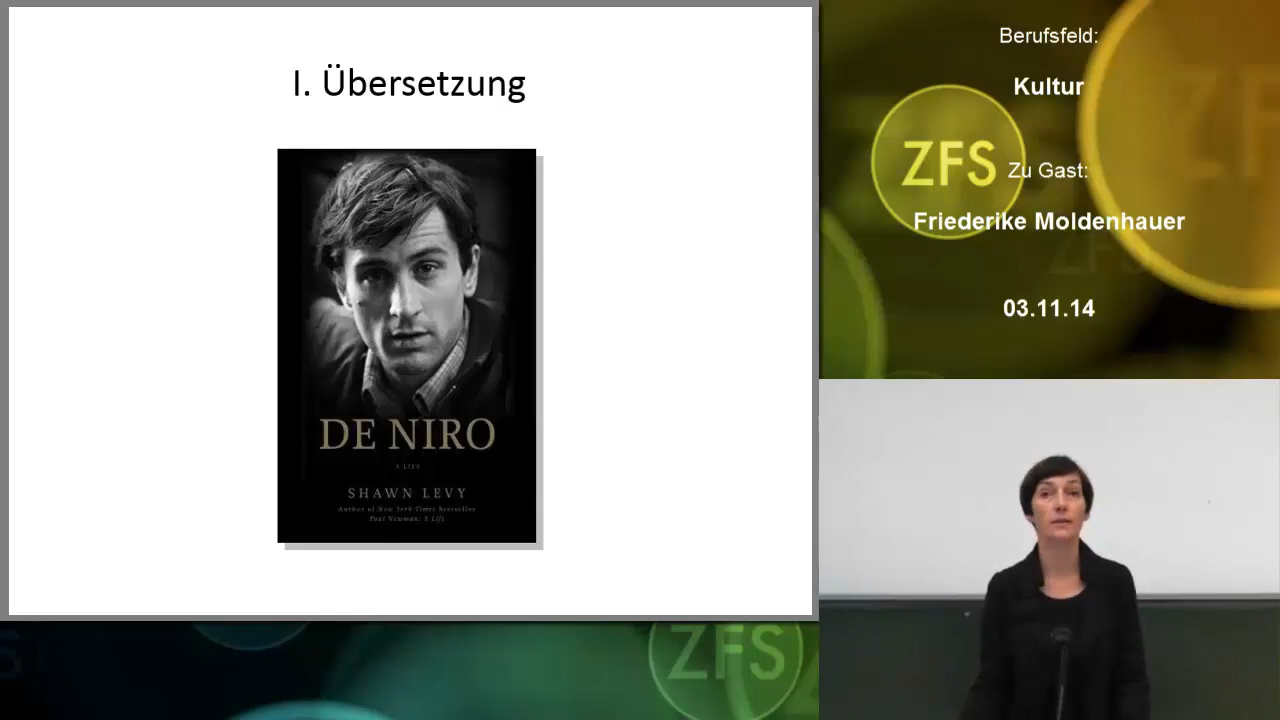 I. Übersetzung
DE NIRO
A LIFE
SHAWN LEVY
Author of New York Times Bestseller
Paul Newman: A Life
Berufsfeld:
Kultur
ZFS
Zu Gast:
Friederike Moldenhauer
03.11.14
ZFS
ZFS